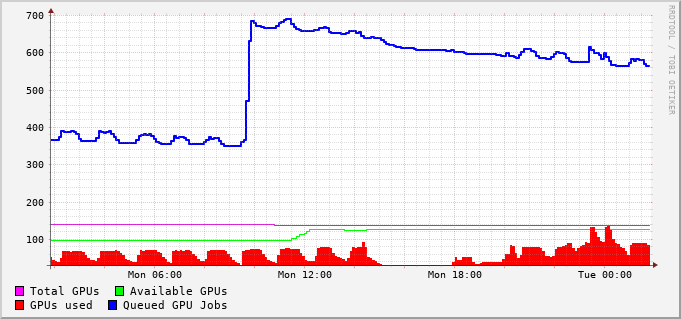 700
600
500
400
300
200
100
Mon 06:00 Mon 12:00 Mon 18:00 Tue 00:00
Total GPUs Available GPUs
GPUs used Queued GPU Jobs
RRDTOOL / TOBI OETIKER